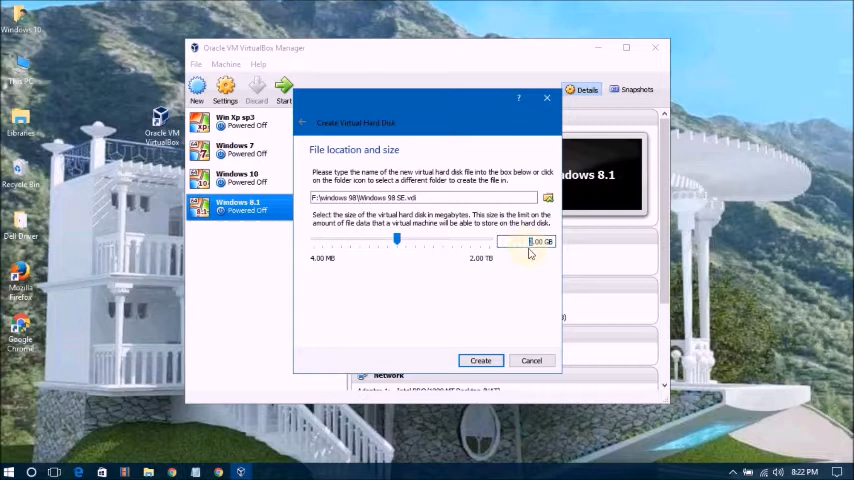 Windows 10
This PC
Libraries
Recycle Bin
Dell Driver
Mozilla
Firefox
Google
Chrome
Oracle VM
VirtualBox
Oracle VM VirtualBox Manager
File Machine Help
New Settings Discard Start
Details Snapshots
Win Xp sp3
Powered Off
Windows 7
Powered Off
Windows 10
Powered Off
Windows 8.1
Powered Off
dows 8.1
?
Create Virtual Hard Disk
File location and size
Please type the name of the new virtual hard disk file into the box below or click
on the folder icon to select a different folder to create the file in.
F:\windows 98\Windows 98 SE.vdi
Select the size of the virtual hard disk in megabytes. This size is the limit on the
amount of file data that a virtual machine will be able to store on the hard disk.
.00 GB
4.00 MB 2.00 TB
Create Cancel
Network
8:22 PM